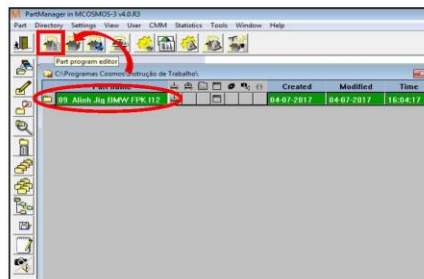 PartManager in MCOSMOS-3 v4.0.R3
Part Directory Settings View User CMM Statistics Tools Window Help
Part program editor
C:\Programas Cosmos\Instrução de Trabalho\
Part name Created Modified Time
09 Alinh Jig BMW FPK I12 04-07-2017 04-07-2017 16:04:17